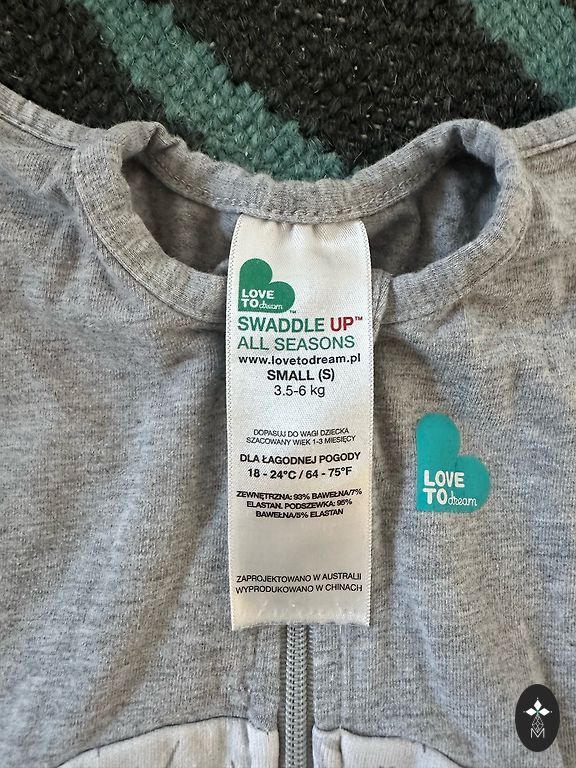 LOVE
TO dream
™
SWADDLE UP™
ALL SEASONS
www.lovetodream.pl
SMALL (S)
3.5-6 kg
DOPASUJ DO WAGI DZIECKA
SZACOWANY WIEK 1-3 MIESIĘCY
DLA ŁAGODNEJ POGODY
18 - 24°C / 64 - 75°F
ZEWNĘTRZNA: 93% BAWEŁNA/7%
ELASTAN. PODSZEWKA: 95%
BAWEŁNA/5% ELASTAN
ZAPROJEKTOWANO W AUSTRALII
WYPRODUKOWANO W CHINACH
LOVE
TO dream
M